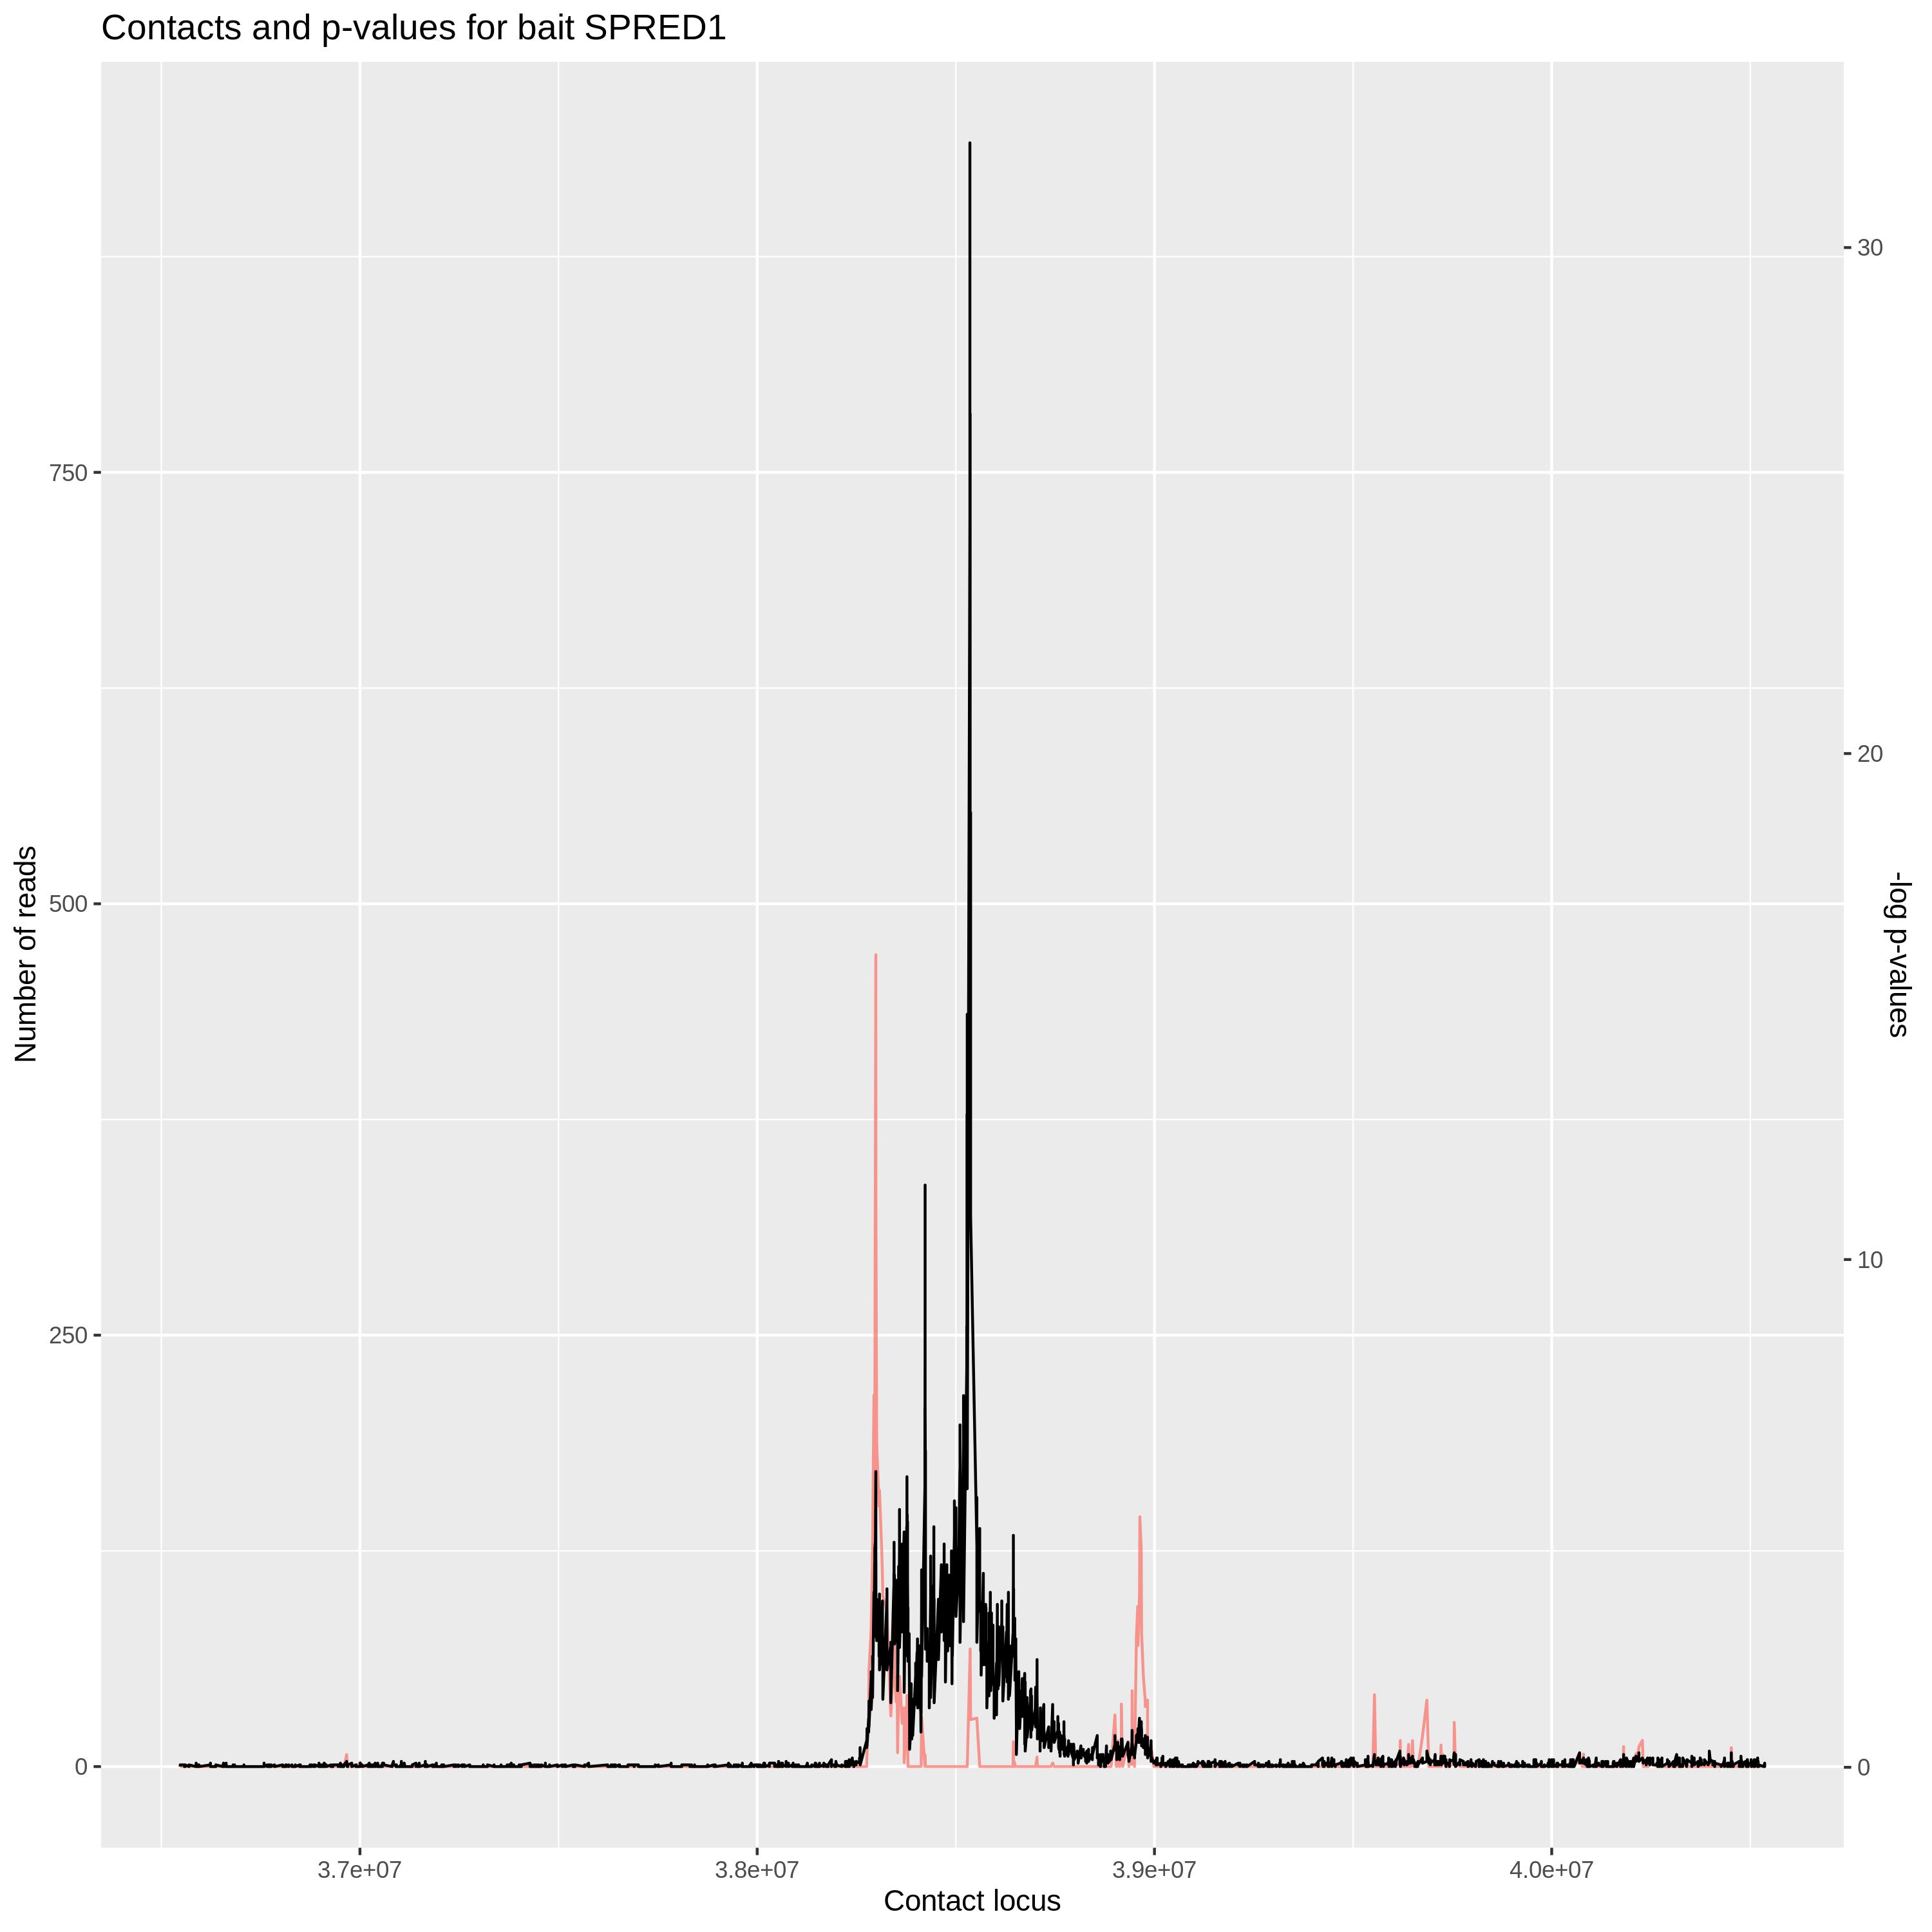 Contacts and p-values for bait SPRED1
Number of reads
750
500
250
0
30
20
10
0
-log p-values
3.7e+07
3.8e+07
3.9e+07
4.0e+07
Contact locus